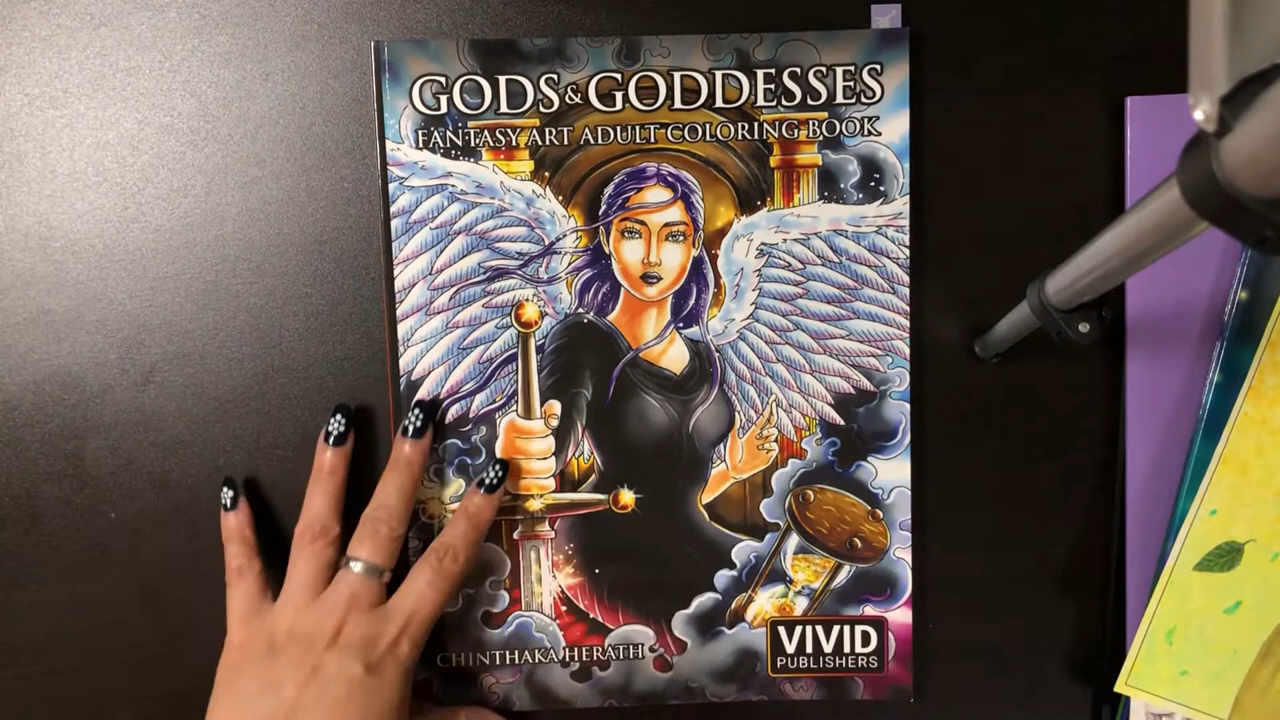 GODS & GODDESSES
FANTASY ART ADULT COLORING BOOK
CHINTHAKA HERATH
VIVID
PUBLISHERS